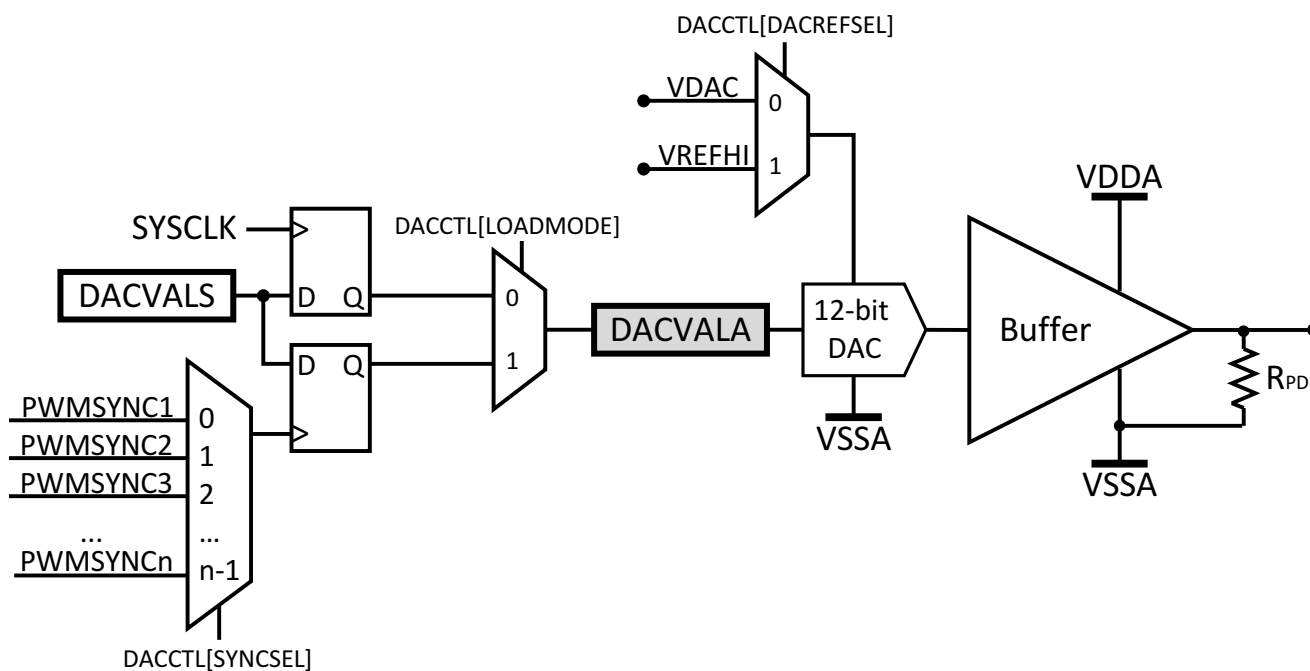 DACCTL[DACREFSEL]
VDAC
0
VREFHI
1
VDDA
SYSCLK
DACCTL[LOADMODE]
DACVALS
D Q
0
DACVALA
12-bit
DAC
Buffer
D Q
1
RPD
PWMSYNC1
0
VSSA
PWMSYNC2
1
PWMSYNC3
2
VSSA
...
...
PWMSYNCn
n-1
DACCTL[SYNCSEL]